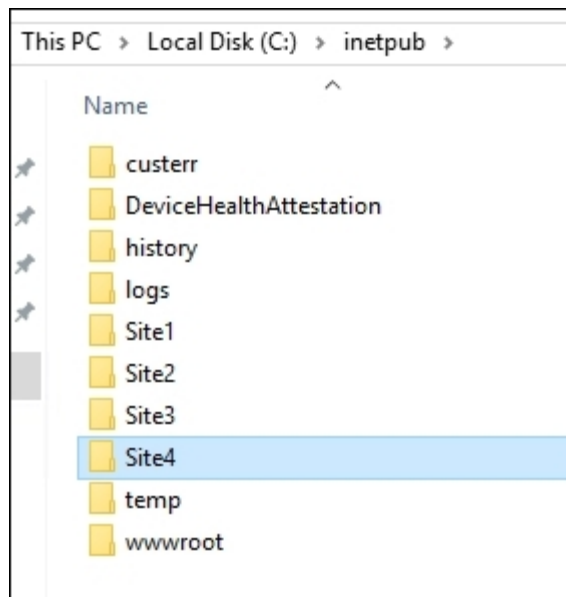 This PC > Local Disk (C:) > inetpub >
Name
custerr
DeviceHealthAttestation
history
logs
Site1
Site2
Site3
Site4
temp
wwwroot